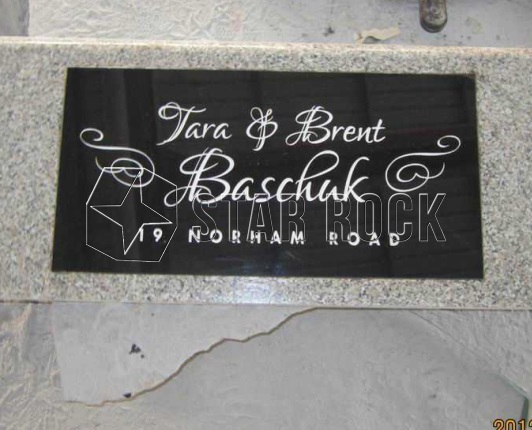 Tara & Brent
Baschuk
STAR ROCK
19 NORHAM ROAD